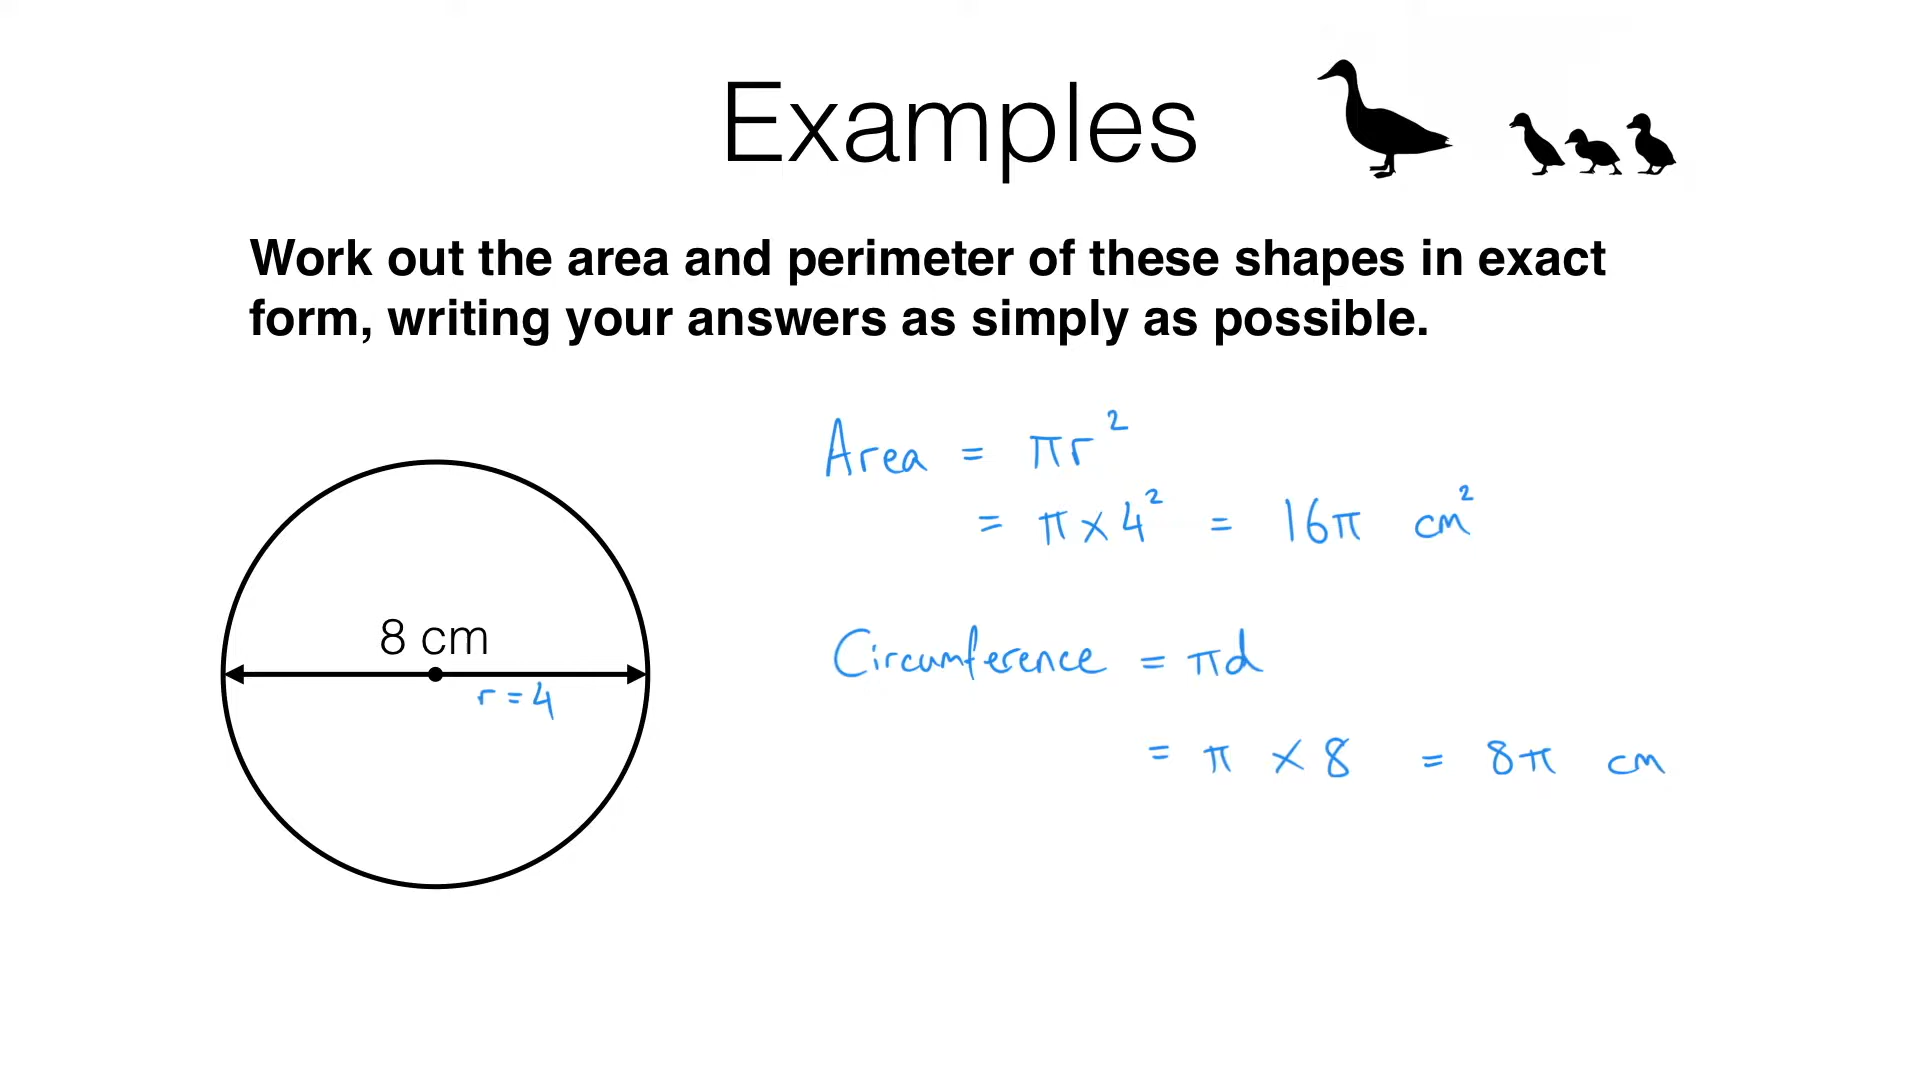 Examples
Work out the area and perimeter of these shapes in exact
form, writing your answers as simply as possible.
Area = πr²
= π × 4² = 16π cm²
8 cm
r = 4
Circumference = πd
= π × 8 = 8π cm